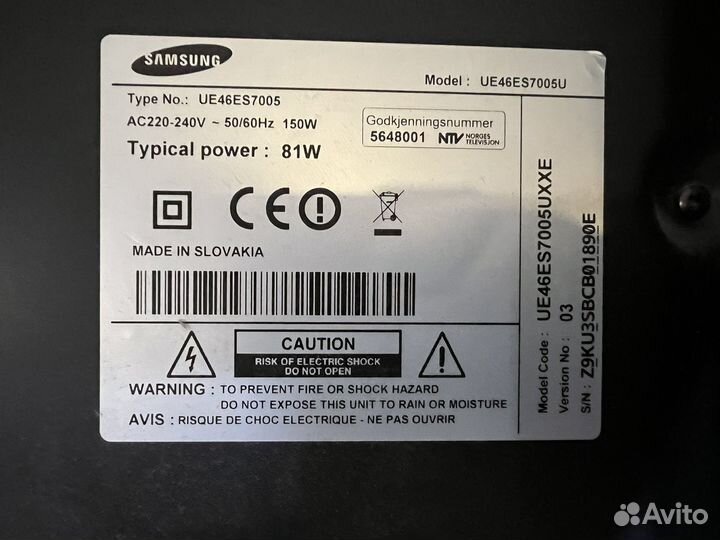 SAMSUNG
Model : UE46ES7005U
Type No.: UE46ES7005
AC220-240V ~ 50/60Hz 150W
Typical power : 81W
Godkjenningsnummer
5648001 NTV NORGES TELEVISJON
CE
MADE IN SLOVAKIA
CAUTION
RISK OF ELECTRIC SHOCK
DO NOT OPEN
WARNING : TO PREVENT FIRE OR SHOCK HAZARD
DO NOT EXPOSE THIS UNIT TO RAIN OR MOISTURE
AVIS : RISQUE DE CHOC ELECTRIQUE - NE PAS OUVRIR
Model Code : UE46ES7005UXXE
Version No : 03
S/N : Z9KU3SBCB01890E
Avito